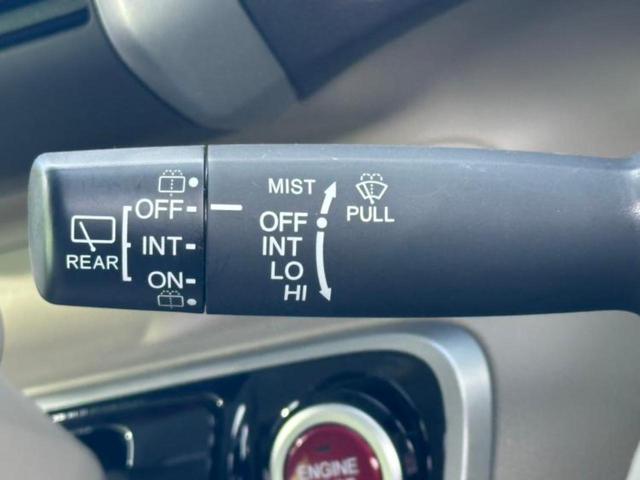 REAR
OFF
INT
ON
MIST
OFF
INT
LO
HI
PULL
ENGINE